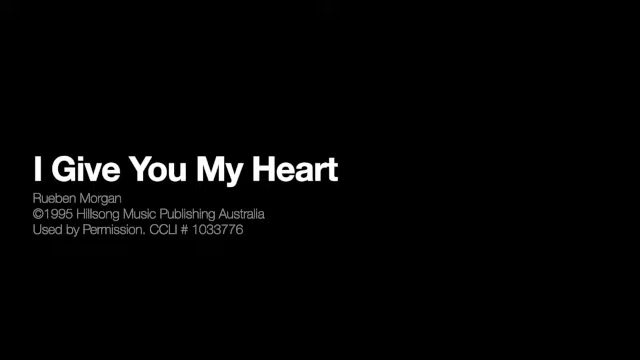 I Give You My Heart
Rueben Morgan
©1995 Hillsong Music Publishing Australia
Used by Permission. CCLI # 1033776